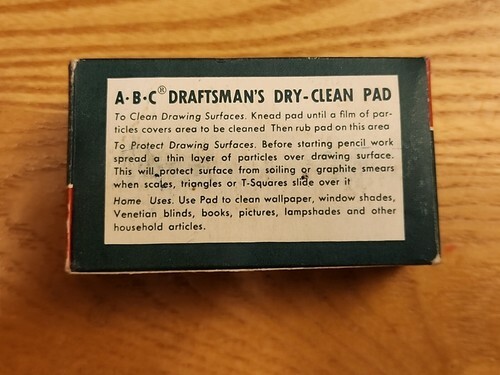 A·B·C® DRAFTSMAN'S DRY-CLEAN PAD
To Clean Drawing Surfaces. Knead pad until a film of par-
ticles covers area to be cleaned Then rub pad on this area
To Protect Drawing Surfaces. Before starting pencil work
spread a thin layer of particles over drawing surface.
This will protect surface from soiling or graphite smears
when scales, triangles or T-Squares slide over it
Home Uses. Use Pad to clean wallpaper, window shades,
Venetian blinds, books, pictures, lampshades and other
household articles.